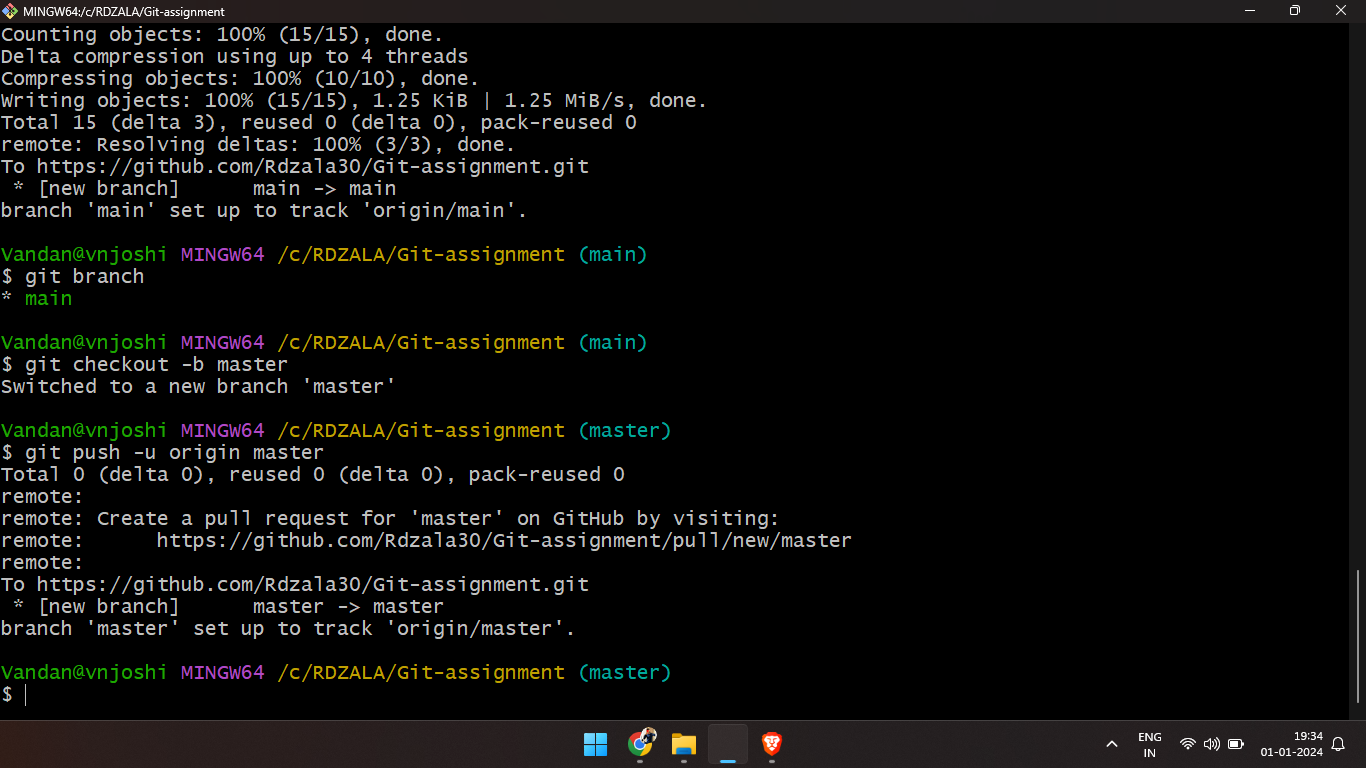 MINGW64:/c/RDZALA/Git-assignment
Counting objects: 100% (15/15), done.
Delta compression using up to 4 threads
Compressing objects: 100% (10/10), done.
Writing objects: 100% (15/15), 1.25 KiB | 1.25 MiB/s, done.
Total 15 (delta 3), reused 0 (delta 0), pack-reused 0
remote: Resolving deltas: 100% (3/3), done.
To https://github.com/Rdzala30/Git-assignment.git
 * [new branch]      main -> main
branch 'main' set up to track 'origin/main'.
Vandan@vnjoshi MINGW64 /c/RDZALA/Git-assignment (main)
$ git branch
* main
Vandan@vnjoshi MINGW64 /c/RDZALA/Git-assignment (main)
$ git checkout -b master
Switched to a new branch 'master'
Vandan@vnjoshi MINGW64 /c/RDZALA/Git-assignment (master)
$ git push -u origin master
Total 0 (delta 0), reused 0 (delta 0), pack-reused 0
remote:
remote: Create a pull request for 'master' on GitHub by visiting:
remote:      https://github.com/Rdzala30/Git-assignment/pull/new/master
remote:
To https://github.com/Rdzala30/Git-assignment.git
 * [new branch]      master -> master
branch 'master' set up to track 'origin/master'.
Vandan@vnjoshi MINGW64 /c/RDZALA/Git-assignment (master)
$
ENG
IN
19:34
01-01-2024